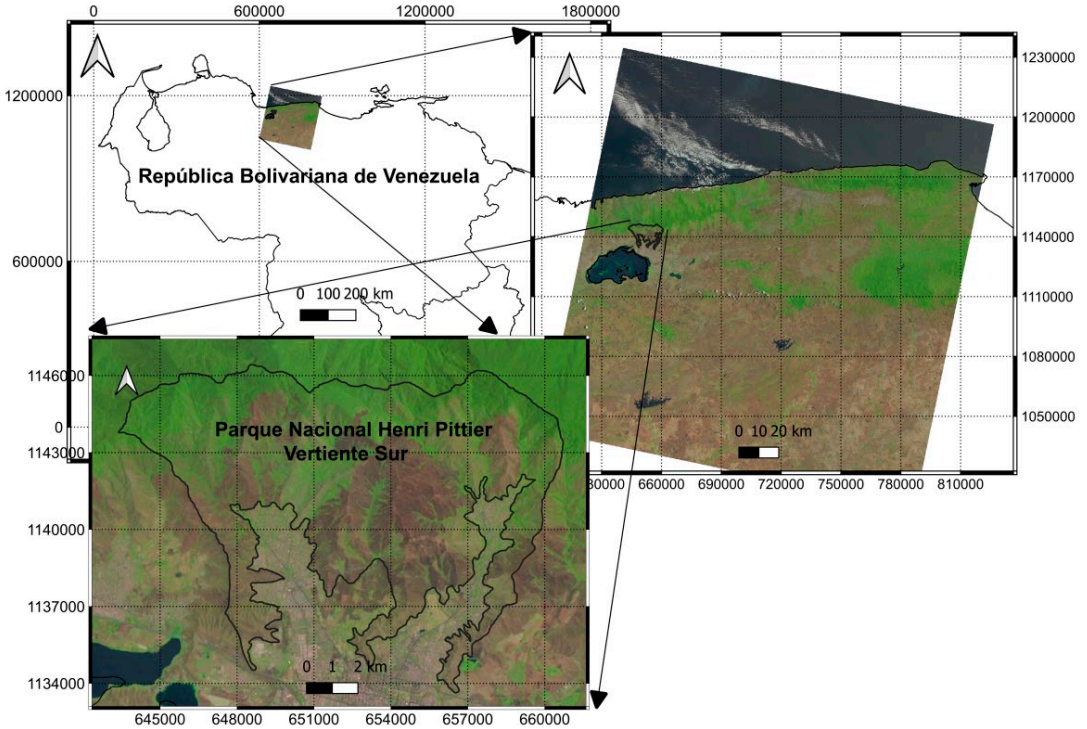 0 600000 1200000 1800000
1200000
600000
0
República Bolivariana de Venezuela
0 100 200 km
1230000
1200000
1170000
1140000
1110000
1080000
1050000
0 10 20 km
30000 660000 690000 720000 750000 780000 810000
1146000
1143000
1140000
1137000
1134000
Parque Nacional Henri Pittier
Vertiente Sur
0 1 2 km
645000 648000 651000 654000 657000 660000